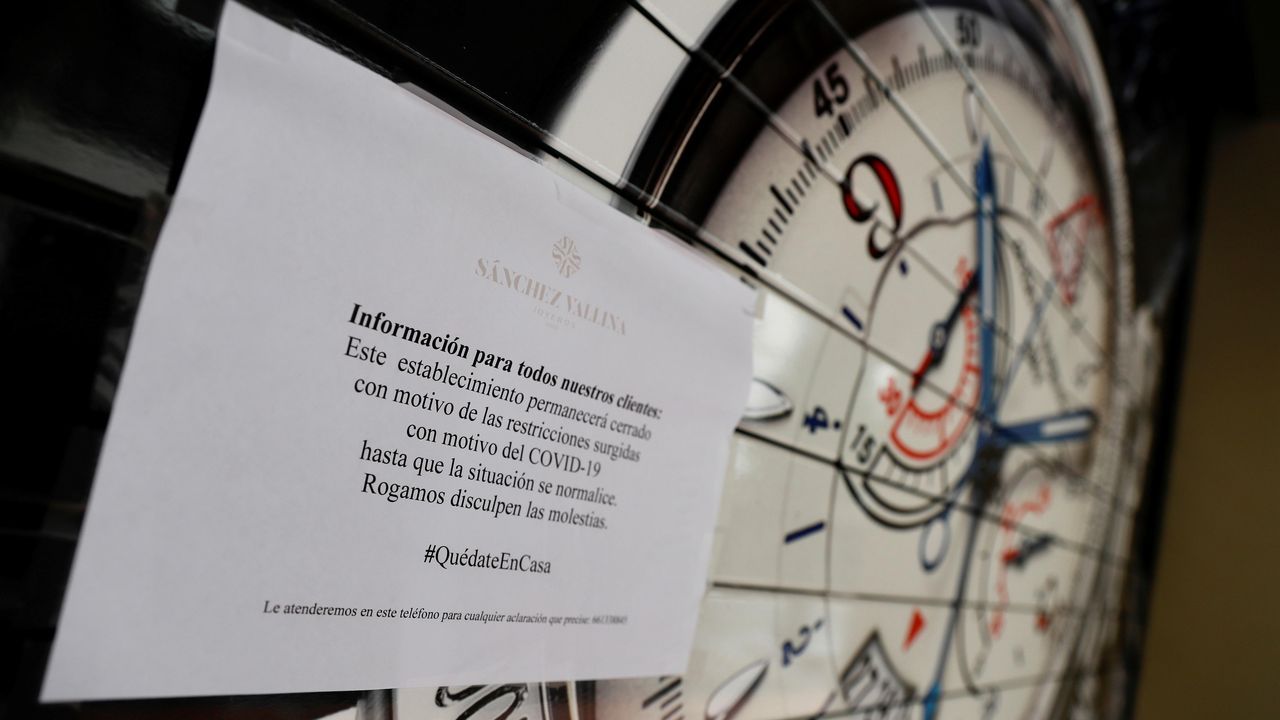 SÁNCHEZ VALLINA
JOYEROS
Información para todos nuestros clientes:
Este establecimiento permanecerá cerrado
con motivo de las restricciones surgidas
con motivo del COVID-19
hasta que la situación se normalice.
Rogamos disculpen las molestias.
#QuédateEnCasa
Le atenderemos en este teléfono para cualquier aclaración que precise:
45
50
15
30